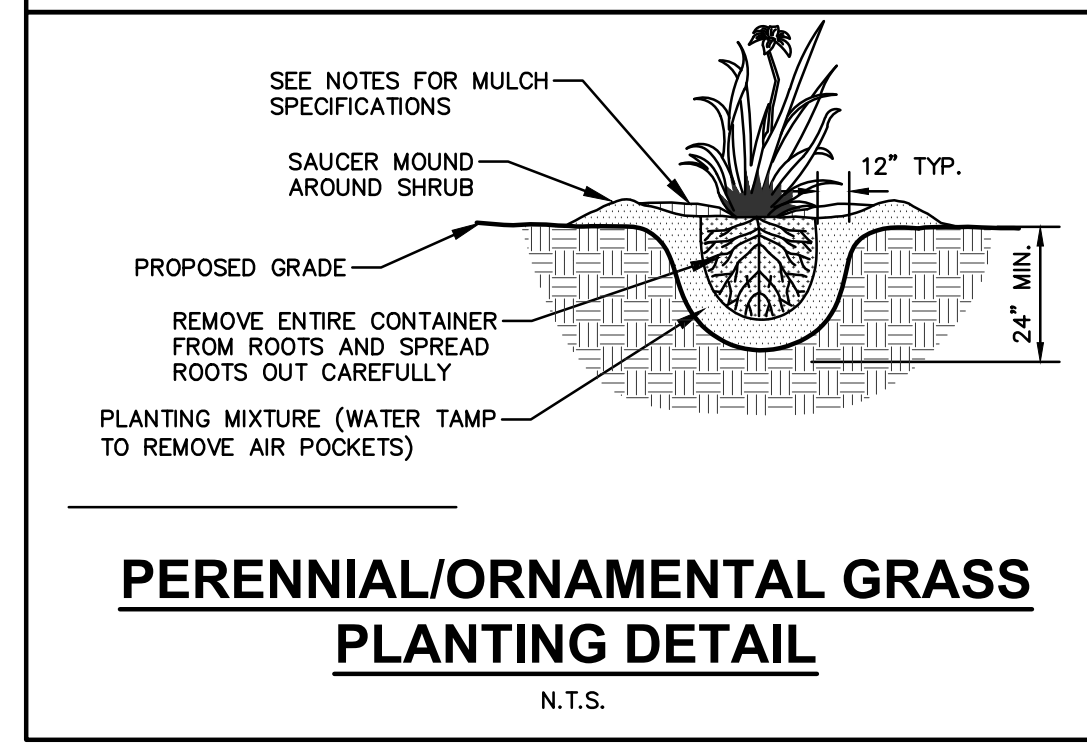 SEE NOTES FOR MULCH
SPECIFICATIONS
SAUCER MOUND
AROUND SHRUB
12" TYP.
PROPOSED GRADE
24" MIN.
REMOVE ENTIRE CONTAINER
FROM ROOTS AND SPREAD
ROOTS OUT CAREFULLY
PLANTING MIXTURE (WATER TAMP
TO REMOVE AIR POCKETS)
PERENNIAL/ORNAMENTAL GRASS
PLANTING DETAIL
N.T.S.